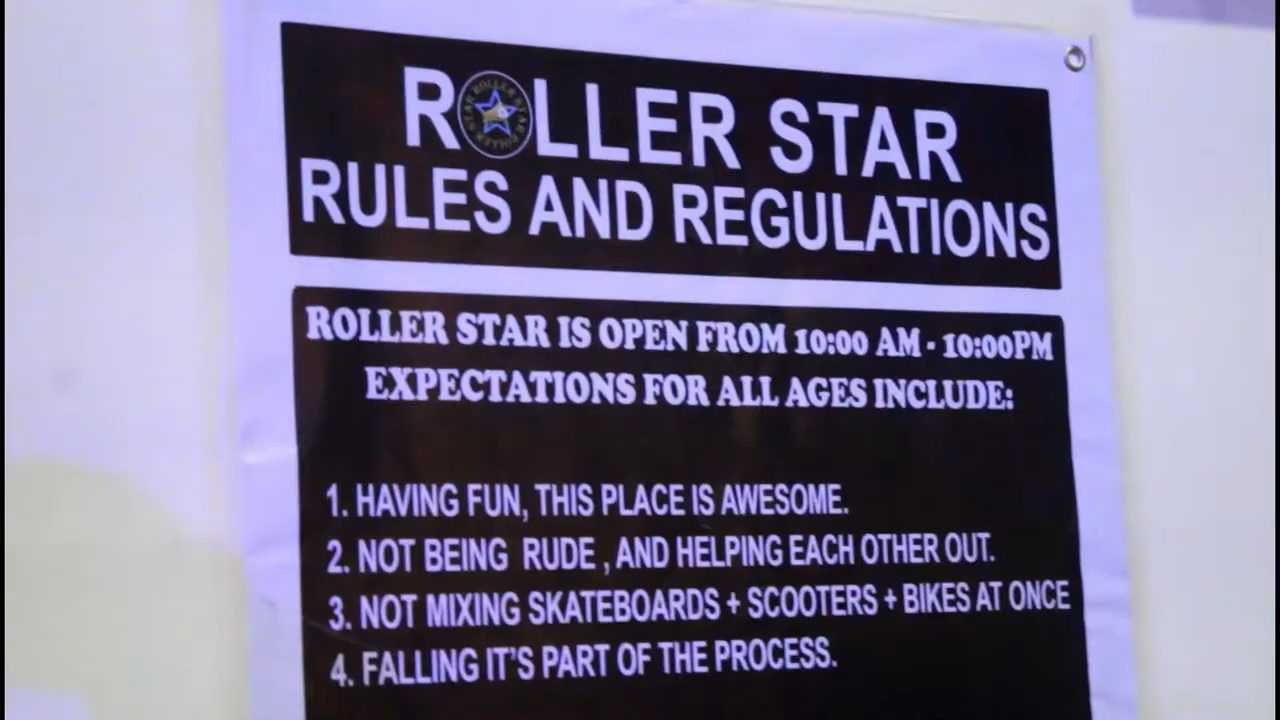 ROLLER STAR
RULES AND REGULATIONS
ROLLER STAR IS OPEN FROM 10:00 AM - 10:00PM
EXPECTATIONS FOR ALL AGES INCLUDE:
1. HAVING FUN, THIS PLACE IS AWESOME.
2. NOT BEING RUDE , AND HELPING EACH OTHER OUT.
3. NOT MIXING SKATEBOARDS + SCOOTERS + BIKES AT ONCE
4. FALLING IT'S PART OF THE PROCESS.